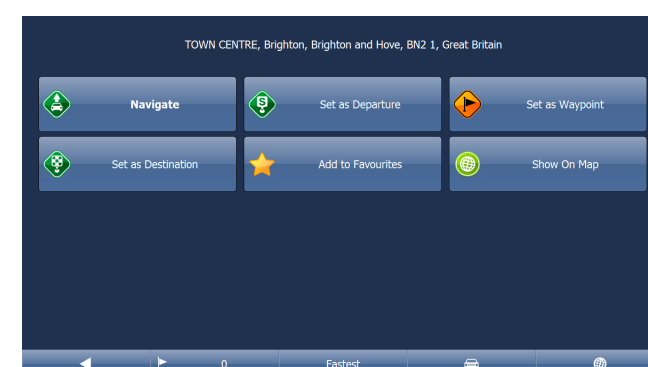 TOWN CENTRE, Brighton, Brighton and Hove, BN2 1, Great Britain
Navigate
S Set as Departure
Set as Waypoint
Set as Destination
Add to Favourites
Show On Map
0
Fastest